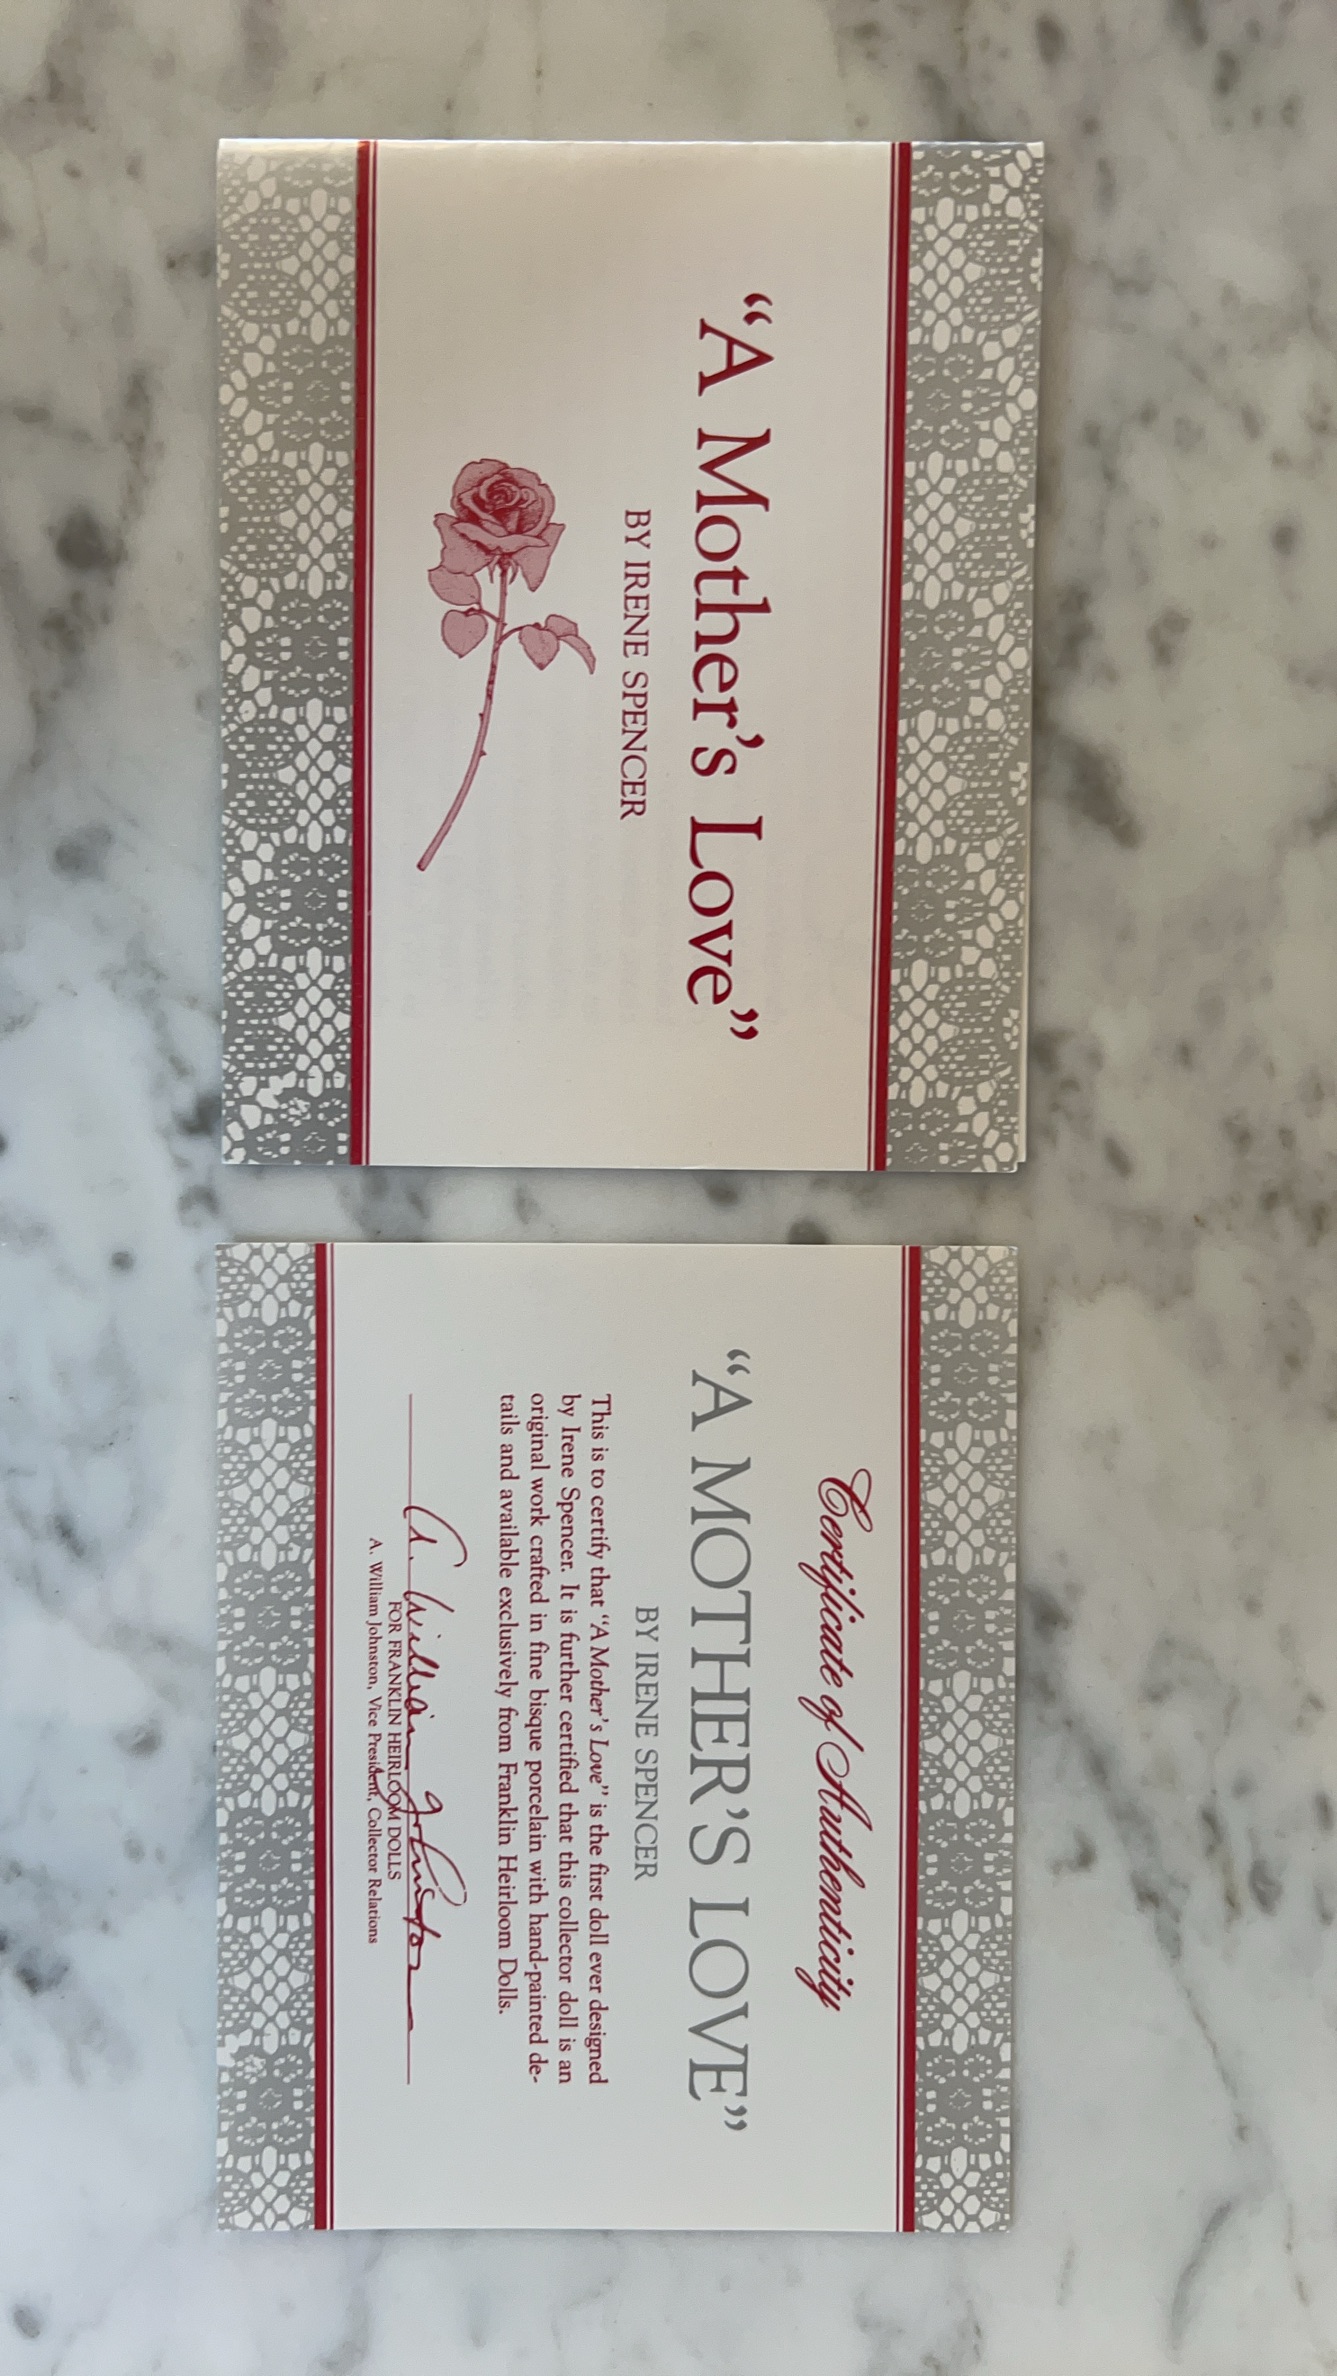 “A Mother’s Love”
BY IRENE SPENCER
Certificate of Authenticity
“A MOTHER’S LOVE”
BY IRENE SPENCER
This is to certify that “A Mother’s Love” is the first doll ever designed
by Irene Spencer. It is further certified that this collector doll is an
original work crafted in fine bisque porcelain with hand-painted de-
tails and available exclusively from Franklin Heirloom Dolls.
A. William Johnston
FOR FRANKLIN HEIRLOOM DOLLS
A. William Johnston, Vice President, Collector Relations